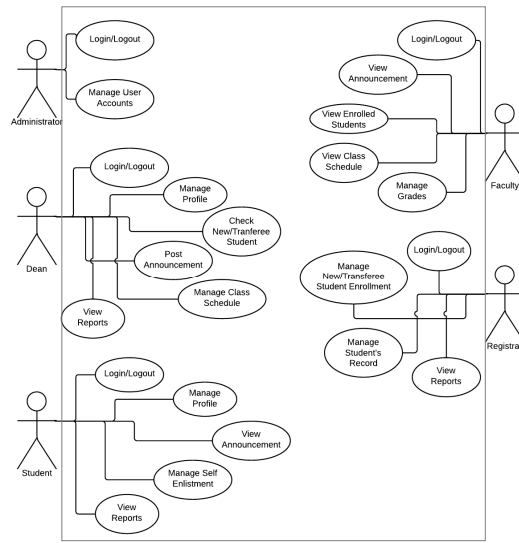 Login/Logout
Manage User
Accounts
Administrator
Login/Logout
View
Announcement
View Enrolled
Students
View Class
Schedule
Manage
Grades
Faculty
Login/Logout
Manage
Profile
Check
New/Tranferee
Student
Post
Announcement
Manage Class
Schedule
View
Reports
Dean
Login/Logout
Manage
New/Transferee
Student Enrollment
Manage
Student's
Record
View
Reports
Registra
Login/Logout
Manage
Profile
View
Announcement
Manage Self
Enlistment
View
Reports
Student